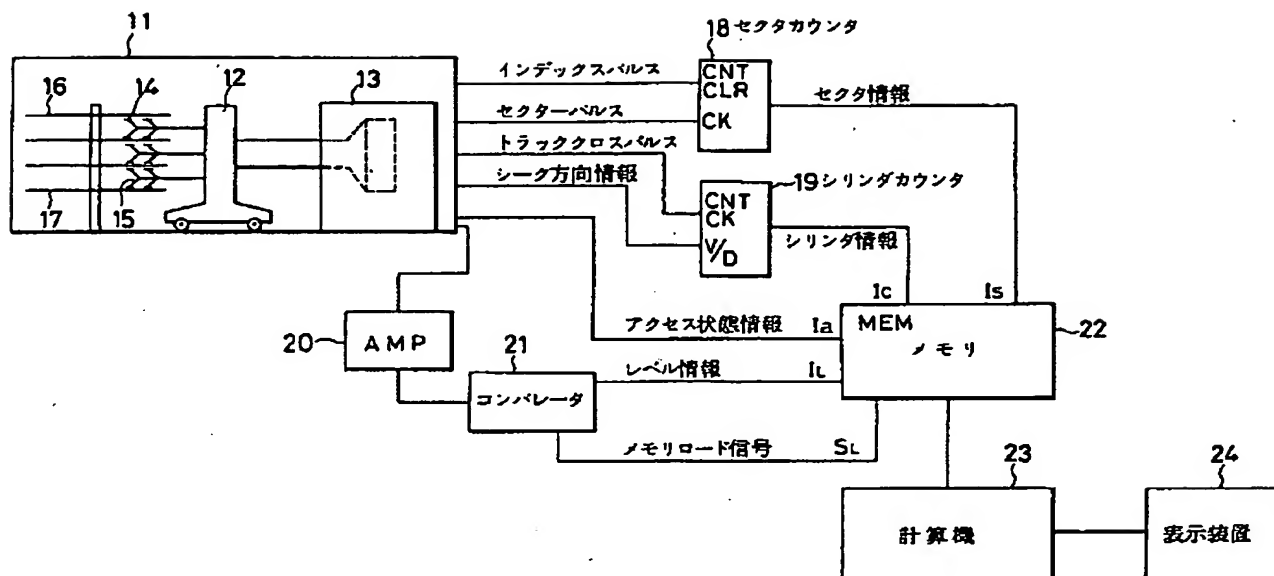 11
16
14
12
13
17
15
インデックスパルス
セクターパルス
トラッククロスパルス
シーク方向情報
18 セクタカウンタ
CNT
CLR
CK
セクタ情報
19 シリンダカウンタ
CNT
CK
V/D
シリンダ情報
Ic
Is
アクセス状態情報 Ia
MEM
メモリ
22
20
AMP
21
コンパレータ
レベル情報 IL
メモリロード信号 SL
23
計算機
24
表示装置